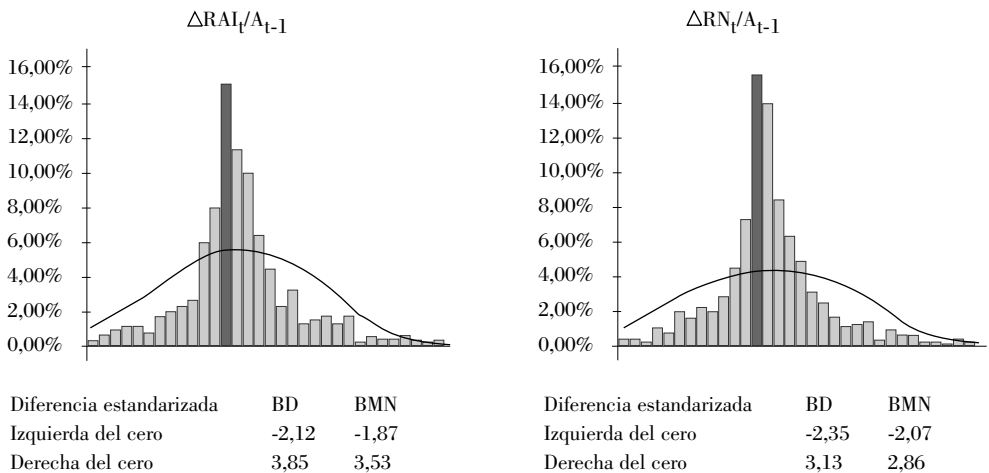 △RAIt/At-1
16,00%
14,00%
12,00%
10,00%
8,00%
6,00%
4,00%
2,00%
0,00%
Diferencia estandarizada BD BMN
Izquierda del cero -2,12 -1,87
Derecha del cero 3,85 3,53
△RNt/At-1
16,00%
14,00%
12,00%
10,00%
8,00%
6,00%
4,00%
2,00%
0,00%
Diferencia estandarizada BD BMN
Izquierda del cero -2,35 -2,07
Derecha del cero 3,13 2,86